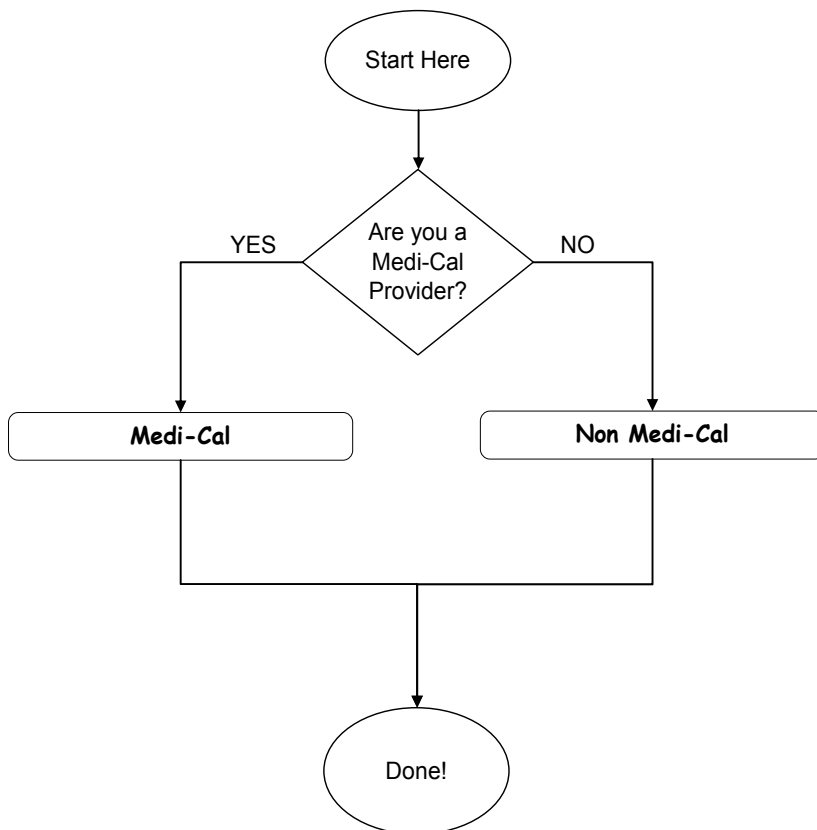 Start Here
Are you a
Medi-Cal
Provider?
YES
NO
Medi-Cal
Non Medi-Cal
Done!